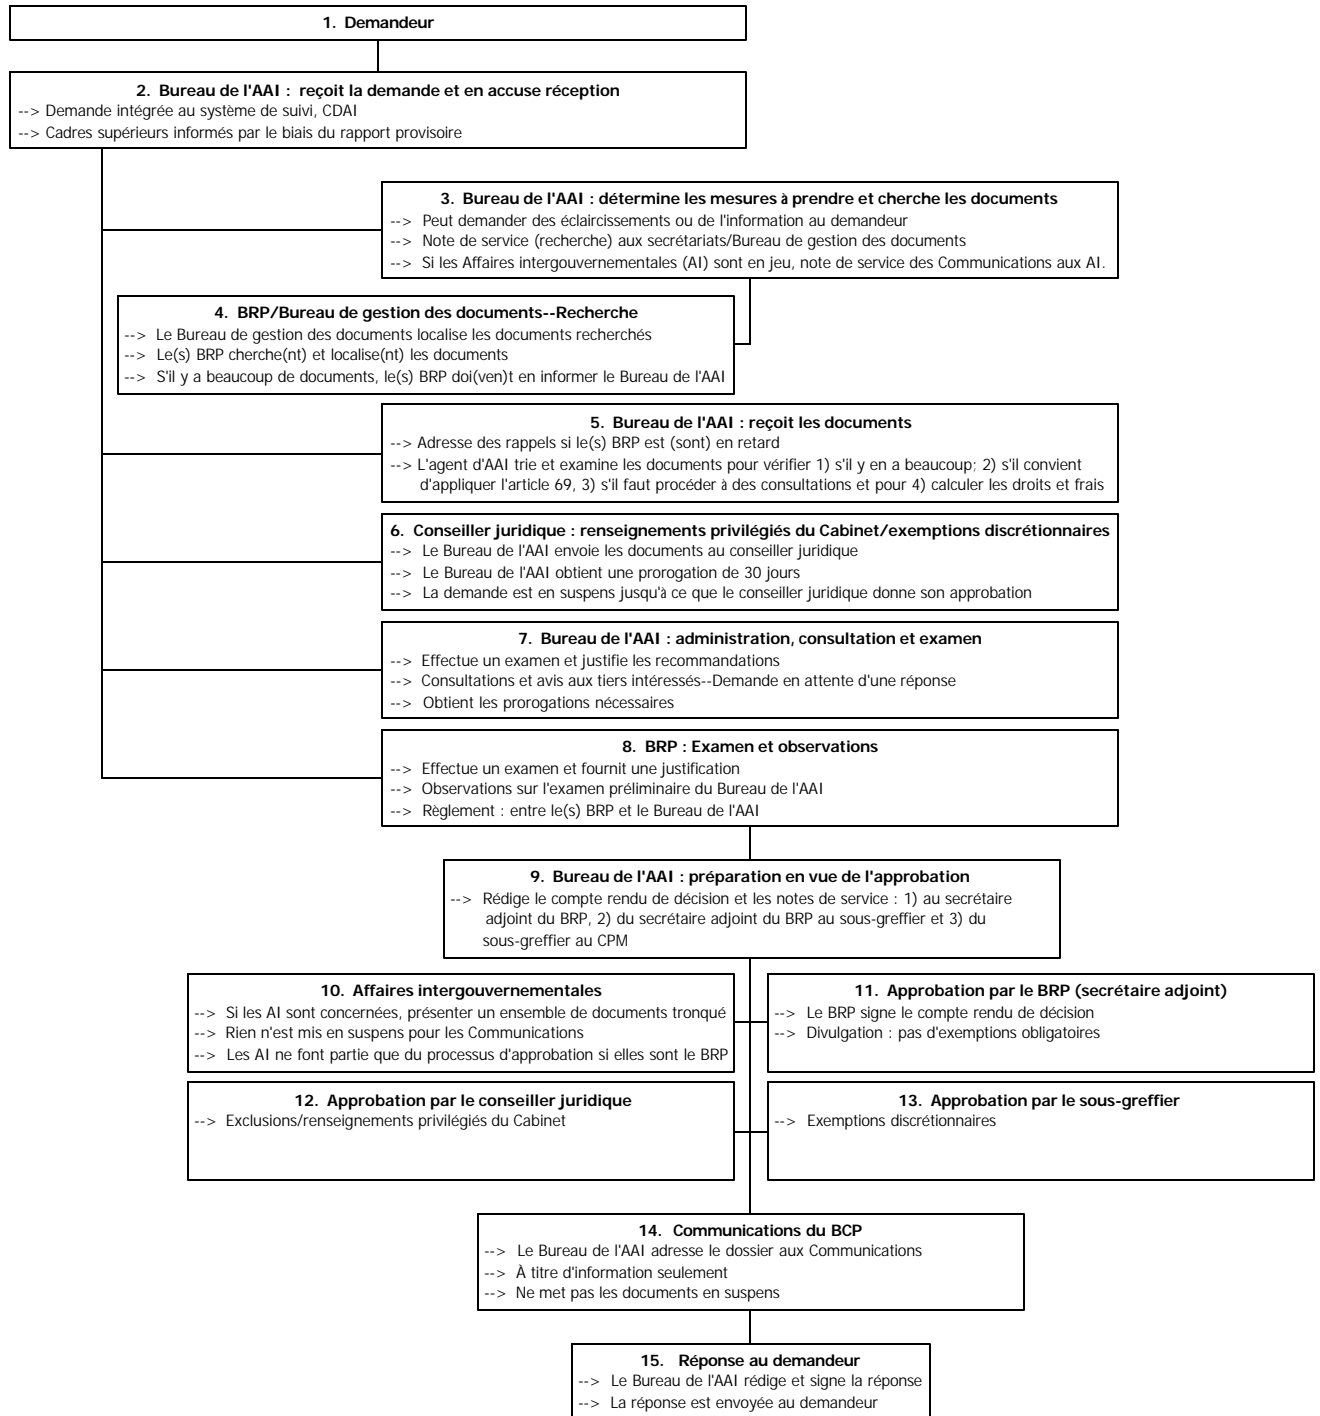 1. Demandeur
2. Bureau de l'AAI : reçoit la demande et en accuse réception
--> Demande intégrée au système de suivi, CDAI
--> Cadres supérieurs informés par le biais du rapport provisoire
3. Bureau de l'AAI : détermine les mesures à prendre et cherche les documents
--> Peut demander des éclaircissements ou de l'information au demandeur
--> Note de service (recherche) aux secrétariats/Bureau de gestion des documents
--> Si les Affaires intergouvernementales (AI) sont en jeu, note de service des Communications aux AI.
4. BRP/Bureau de gestion des documents--Recherche
--> Le Bureau de gestion des documents localise les documents recherchés
--> Le(s) BRP cherche(nt) et localise(nt) les documents
--> S'il y a beaucoup de documents, le(s) BRP doi(ven)t en informer le Bureau de l'AAI
5. Bureau de l'AAI : reçoit les documents
--> Adresse des rappels si le(s) BRP est (sont) en retard
--> L'agent d'AAI trie et examine les documents pour vérifier 1) s'il y en a beaucoup; 2) s'il convient
d'appliquer l'article 69, 3) s'il faut procéder à des consultations et pour 4) calculer les droits et frais
6. Conseiller juridique : renseignements privilégiés du Cabinet/exemptions discrétionnaires
--> Le Bureau de l'AAI envoie les documents au conseiller juridique
--> Le Bureau de l'AAI obtient une prorogation de 30 jours
--> La demande est en suspens jusqu'à ce que le conseiller juridique donne son approbation
7. Bureau de l'AAI : administration, consultation et examen
--> Effectue un examen et justifie les recommandations
--> Consultations et avis aux tiers intéressés--Demande en attente d'une réponse
--> Obtient les prorogations nécessaires
8. BRP : Examen et observations
--> Effectue un examen et fournit une justification
--> Observations sur l'examen préliminaire du Bureau de l'AAI
--> Règlement : entre le(s) BRP et le Bureau de l'AAI
9. Bureau de l'AAI : préparation en vue de l'approbation
--> Rédige le compte rendu de décision et les notes de service : 1) au secrétaire
adjoint du BRP, 2) du secrétaire adjoint du BRP au sous-greffier et 3) du
sous-greffier au CPM
10. Affaires intergouvernementales
--> Si les AI sont concernées, présenter un ensemble de documents tronqué
--> Rien n'est mis en suspens pour les Communications
--> Les AI ne font partie que du processus d'approbation si elles sont le BRP
11. Approbation par le BRP (secrétaire adjoint)
--> Le BRP signe le compte rendu de décision
--> Divulgation : pas d'exemptions obligatoires
12. Approbation par le conseiller juridique
--> Exclusions/renseignements privilégiés du Cabinet
13. Approbation par le sous-greffier
--> Exemptions discrétionnaires
14. Communications du BCP
--> Le Bureau de l'AAI adresse le dossier aux Communications
--> À titre d'information seulement
--> Ne met pas les documents en suspens
15. Réponse au demandeur
--> Le Bureau de l'AAI rédige et signe la réponse
--> La réponse est envoyée au demandeur